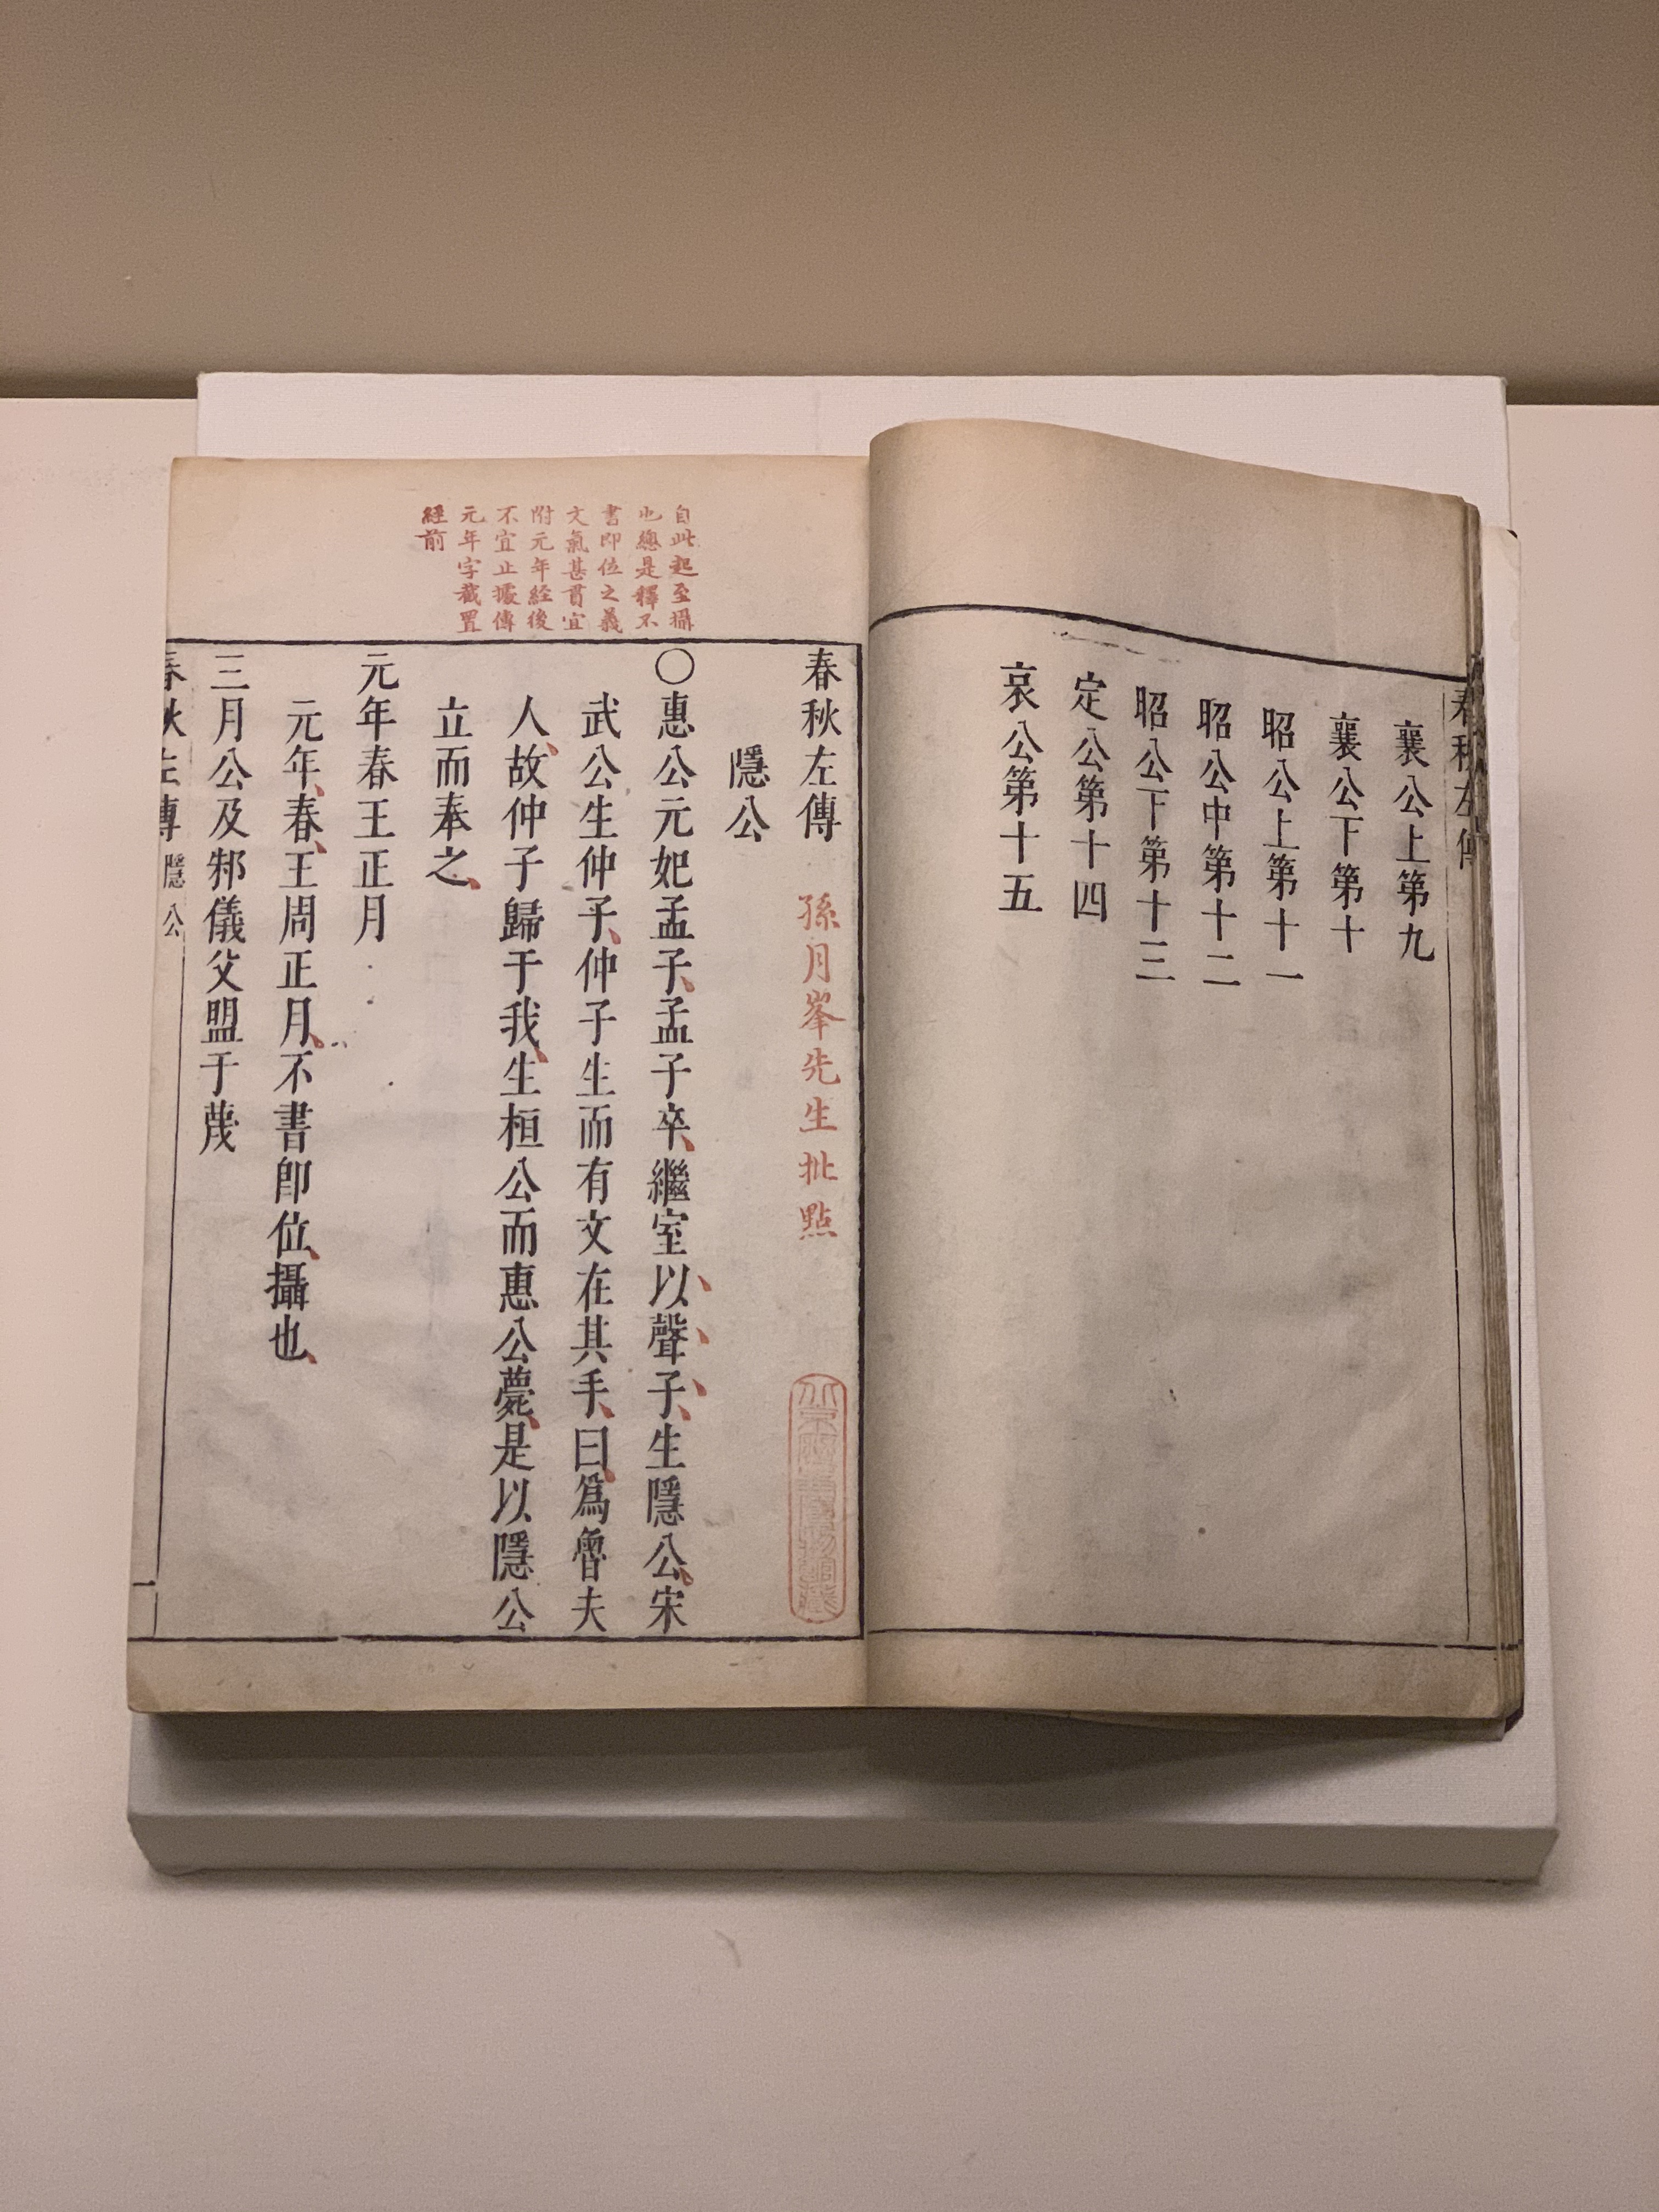 襄公上第九
襄公下第十
昭公上第十一
昭公中第十二
昭公下第十三
定公第十四
哀公第十五
春秋左傳
孫月峯先生批點
隱公
自此起至攝
也總是釋不
書即位之義
文氣甚貫宜
附元年經後
不宜止據傳
元年字截置
經前
〇惠公元妃孟子孟子卒繼室以聲子生隱公宋
武公生仲子仲子生而有文在其手曰爲魯夫
人故仲子歸于我生桓公而惠公薨是以隱公
立而奉之
元年春王正月
元年春王周正月不書卽位攝也
三月公及邾儀父盟于蔑
春秋左傳 隱公